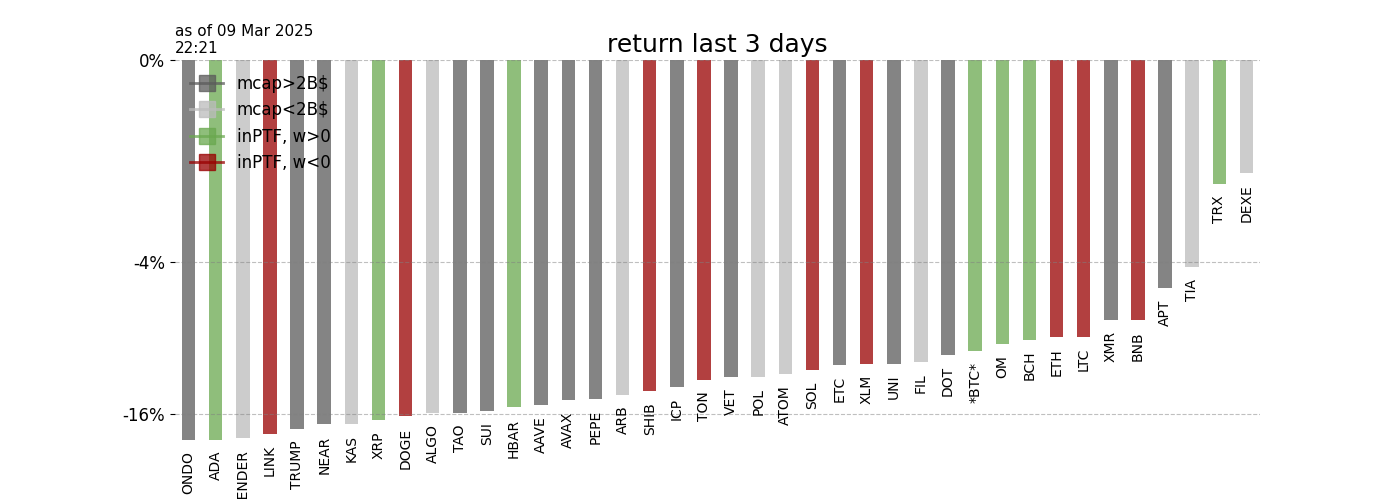 as of 09 Mar 2025
22:21
return last 3 days
0%
-4%
-16%
mcap>2B$
mcap<2B$
inPTF, w>0
inPTF, w<0
ONDO
ADA
ENDER
LINK
TRUMP
NEAR
KAS
XRP
DOGE
ALGO
TAO
SUI
HBAR
AAVE
AVAX
PEPE
ARB
SHIB
ICP
TON
VET
POL
ATOM
SOL
ETC
XLM
UNI
FIL
DOT
*BTC*
OM
BCH
ETH
LTC
XMR
BNB
APT
TIA
TRX
DEXE